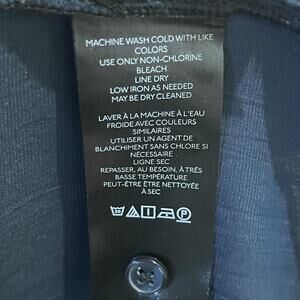 MACHINE WASH COLD WITH LIKE
COLORS
USE ONLY NON-CHLORINE
BLEACH
LINE DRY
LOW IRON AS NEEDED
MAY BE DRY CLEANED
LAVER À LA MACHINE À L'EAU
FROIDE AVEC COULEURS
SIMILAIRES
UTILISER UN AGENT DE
BLANCHIMENT SANS CHLORE SI
NÉCESSAIRE
LIGNE SEC
REPASSER, AU BESOIN, À TRÈS
BASSE TEMPÉRATURE
PEUT-ÊTRE ÊTRE NETTOYÉE
À SEC